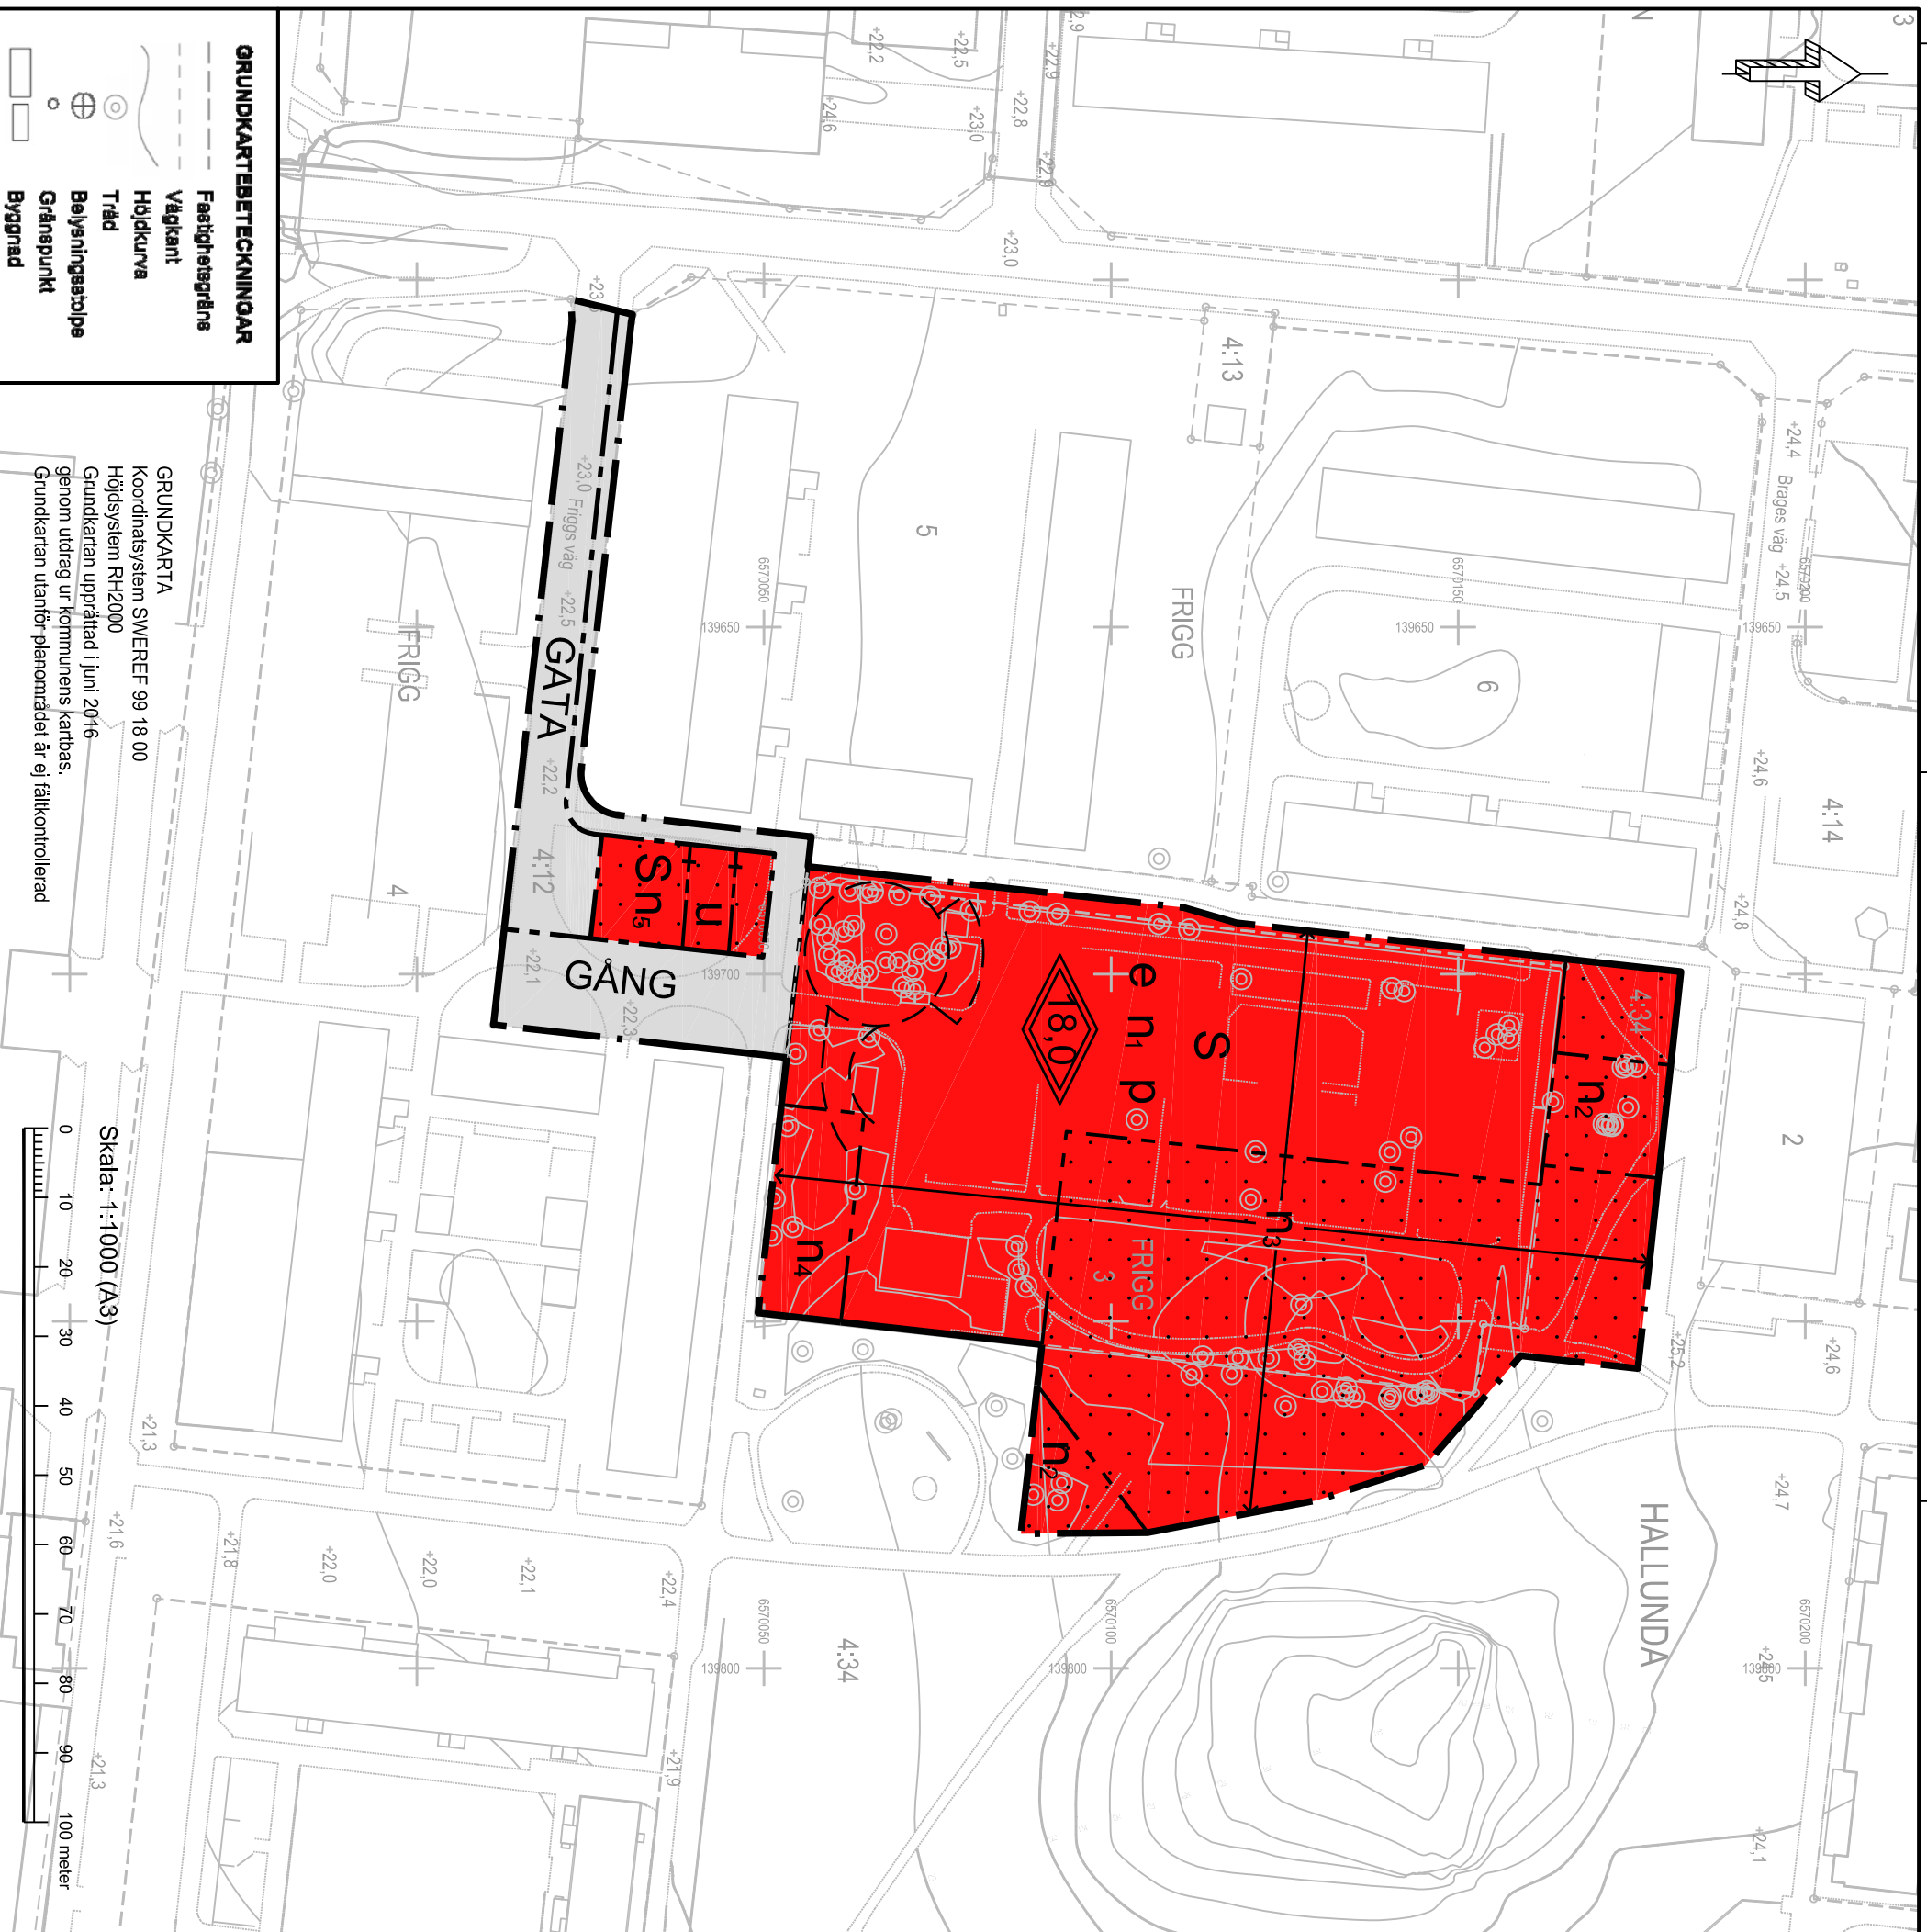 GRUNDKARTEBETECKNINGAR
Fastighetsgräns
Vägkant
Höjdkurva
Träd
Belysningsstolpe
Gränspunkt
Byggnad
GRUNDKARTA
Koordinatsystem SWEREF 99 18 00
Höjdsystem RH2000
Grundkartan upprättad i juni 2016
genom utdrag ur kommunens kartbas.
Grundkartan utanför planområdet är ej fältkontrollerad
Skala: 1:1000 (A3)
0 10 20 30 40 50 60 70 80 90 100 meter
3
N
+22,2
+22,5
+22,9
+22,8
+23,0
+22,9
+24,6
+23,0
4:13
+24,4
Brages väg
+24,5
6570200
139650
6570150
139650
6570050
139650
5
FRIGG
6
+24,6
4:14
+24,8
+23,0
Friggs väg
+22,5
GATA
+22,2
4:12
FRIGG
4
S n5
u
GÅNG
+22,1
+22,3
139700
S
e n1 p
18,0
n2
4:34
2
n3
n4
FRIGG
3
n2
+25,2
+24,6
+24,7
HALLUNDA
6570200
139800
+24,5
+24,1
6570100
139800
6570050
139800
4:34
+22,4
+22,1
+22,0
+22,0
+21,8
+21,6
+21,3
+21,9
+21,3